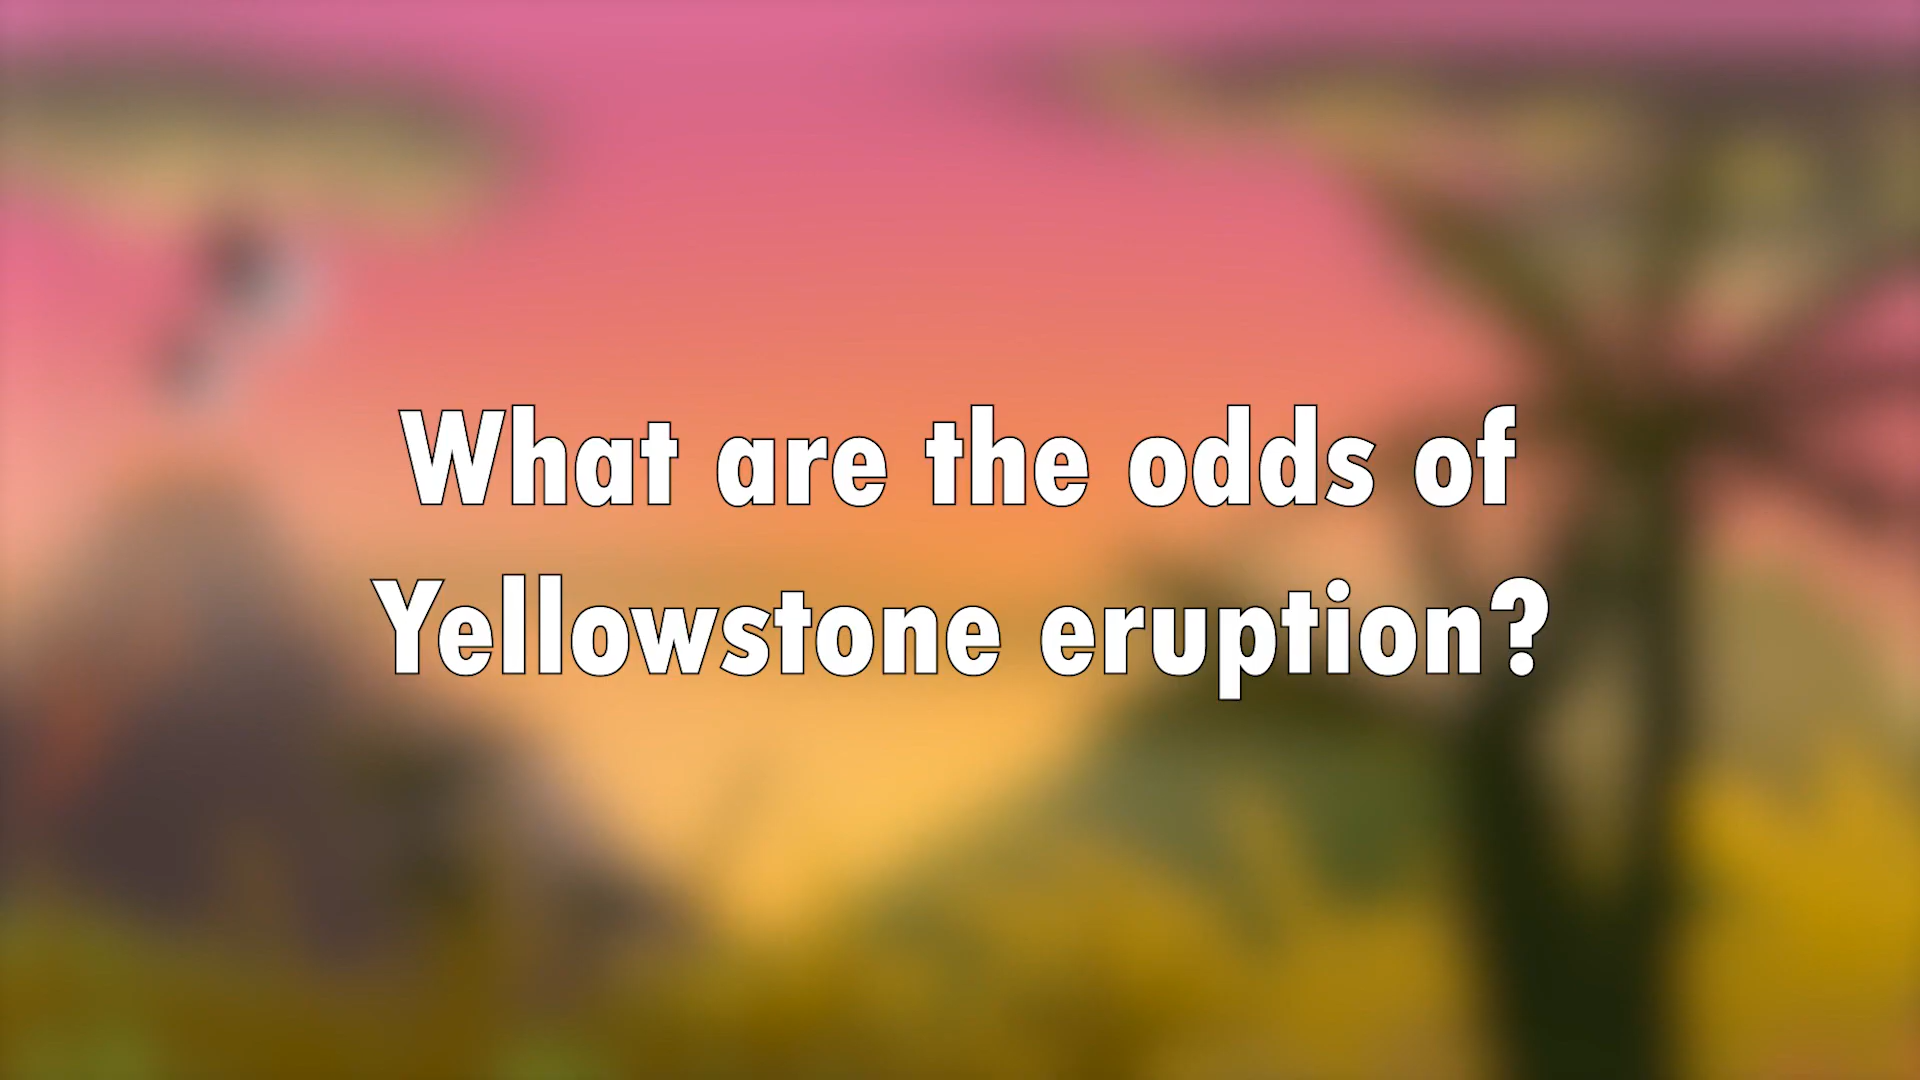 What are the odds of
Yellowstone eruption?